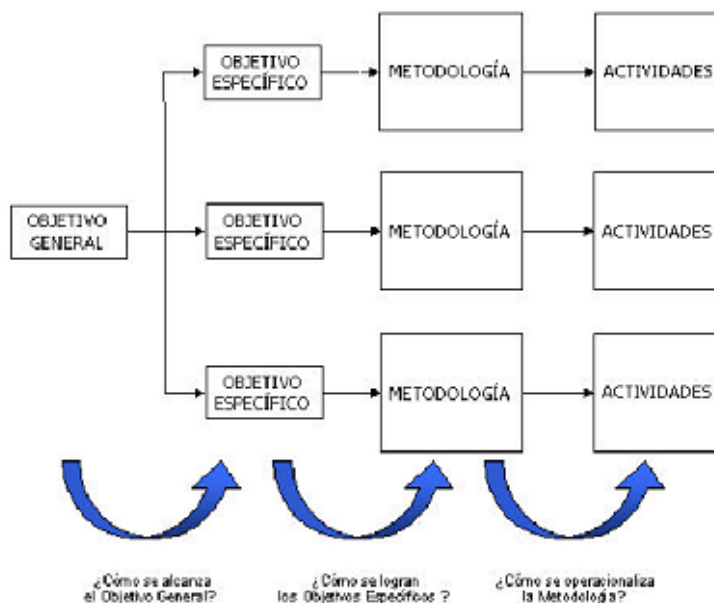 OBJETIVO
ESPECÍFICO
METODOLOGÍA
ACTIVIDADES
OBJETIVO
GENERAL
OBJETIVO
ESPECÍFICO
METODOLOGÍA
ACTIVIDADES
OBJETIVO
ESPECÍFICO
METODOLOGÍA
ACTIVIDADES
¿Cómo se alcanza
el Objetivo General?
¿Cómo se logran
los Objetivos Específicos ?
¿Cómo se operacionaliza
la Metodología?